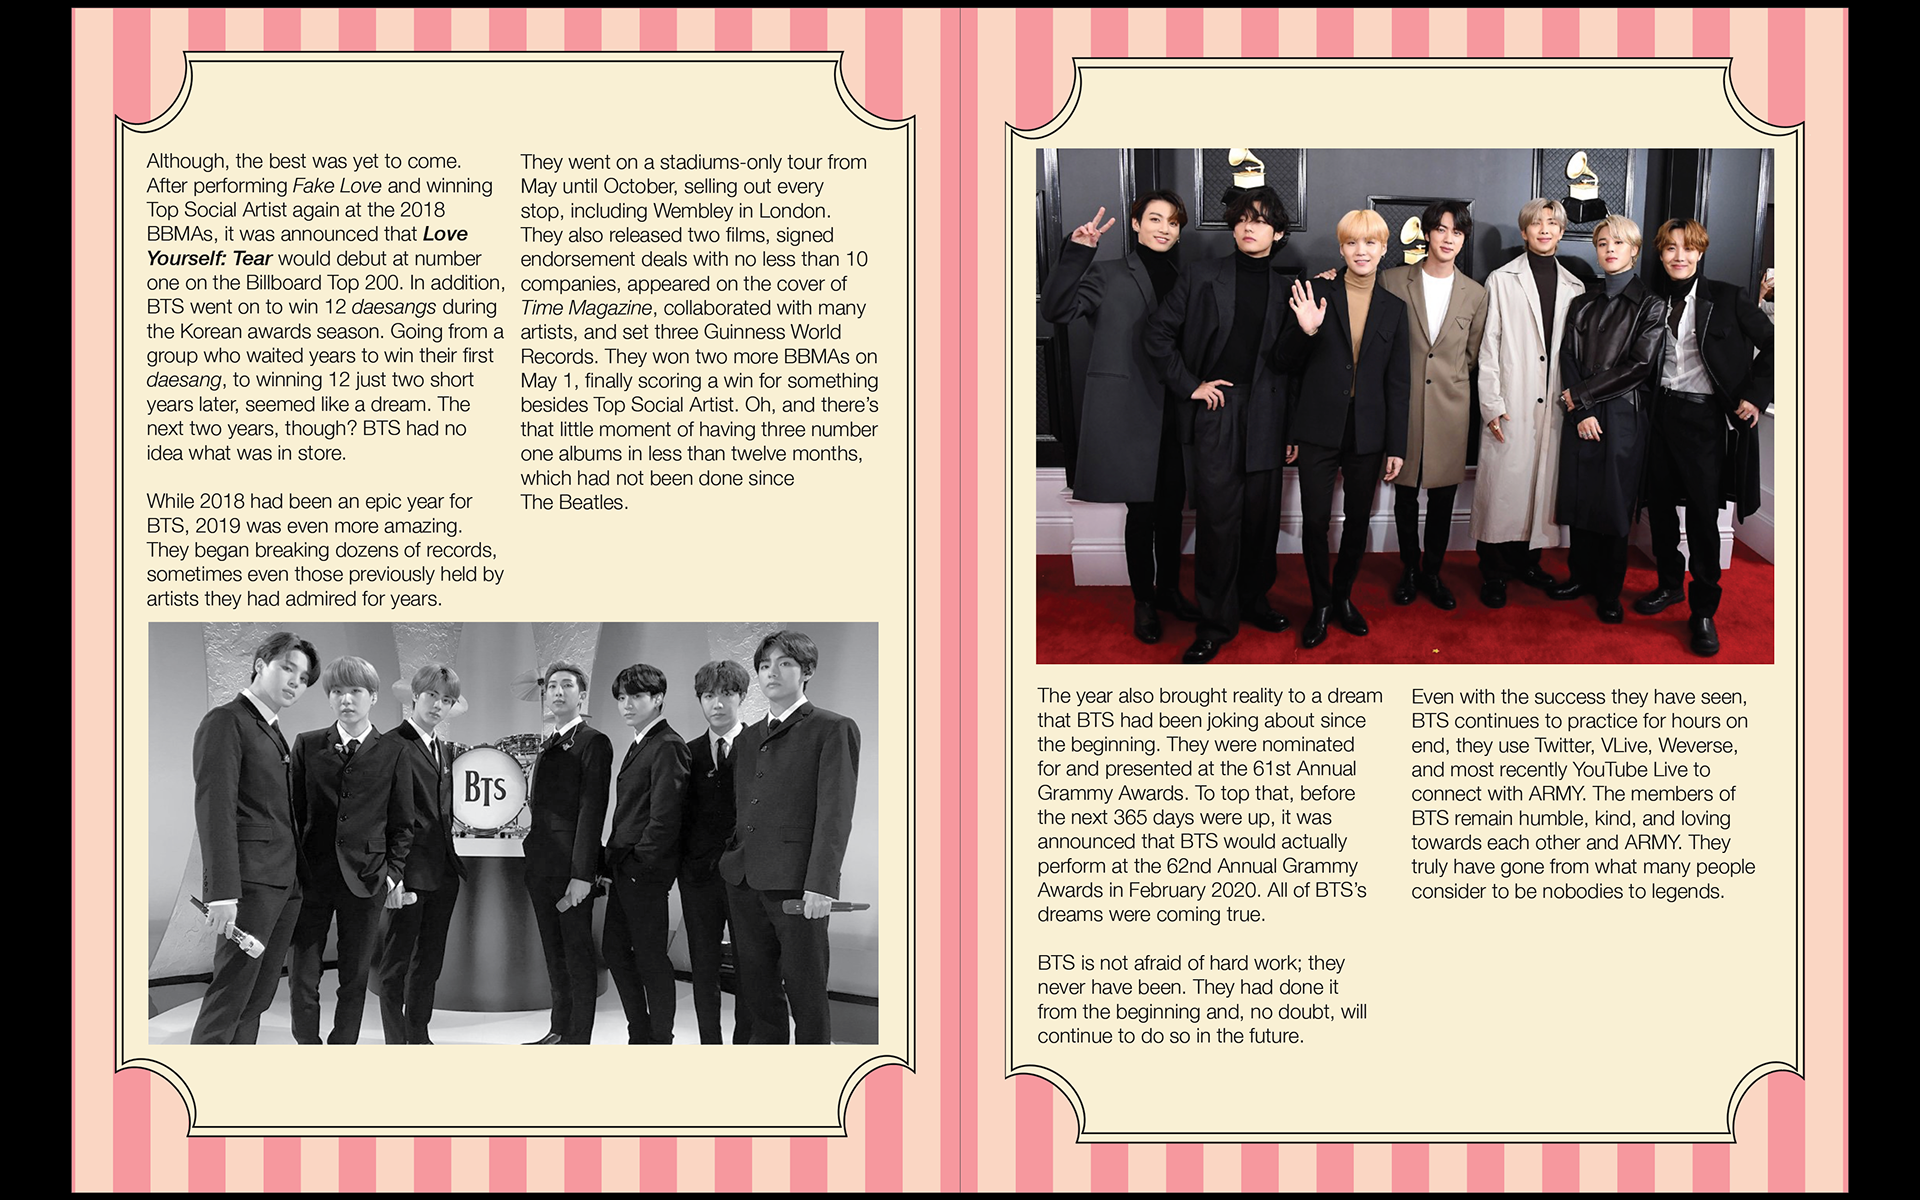 Although, the best was yet to come.
After performing Fake Love and winning
Top Social Artist again at the 2018
BBMAs, it was announced that Love
Yourself: Tear would debut at number
one on the Billboard Top 200. In addition,
BTS went on to win 12 daesangs during
the Korean awards season. Going from a
group who waited years to win their first
daesang, to winning 12 just two short
years later, seemed like a dream. The
next two years, though? BTS had no
idea what was in store.
While 2018 had been an epic year for
BTS, 2019 was even more amazing.
They began breaking dozens of records,
sometimes even those previously held by
artists they had admired for years.
They went on a stadiums-only tour from
May until October, selling out every
stop, including Wembley in London.
They also released two films, signed
endorsement deals with no less than 10
companies, appeared on the cover of
Time Magazine, collaborated with many
artists, and set three Guinness World
Records. They won two more BBMAs on
May 1, finally scoring a win for something
besides Top Social Artist. Oh, and there's
that little moment of having three number
one albums in less than twelve months,
which had not been done since
The Beatles.
BTS
The year also brought reality to a dream
that BTS had been joking about since
the beginning. They were nominated
for and presented at the 61st Annual
Grammy Awards. To top that, before
the next 365 days were up, it was
announced that BTS would actually
perform at the 62nd Annual Grammy
Awards in February 2020. All of BTS's
dreams were coming true.
BTS is not afraid of hard work; they
never have been. They had done it
from the beginning and, no doubt, will
continue to do so in the future.
Even with the success they have seen,
BTS continues to practice for hours on
end, they use Twitter, VLive, Weverse,
and most recently YouTube Live to
connect with ARMY. The members of
BTS remain humble, kind, and loving
towards each other and ARMY. They
truly have gone from what many people
consider to be nobodies to legends.